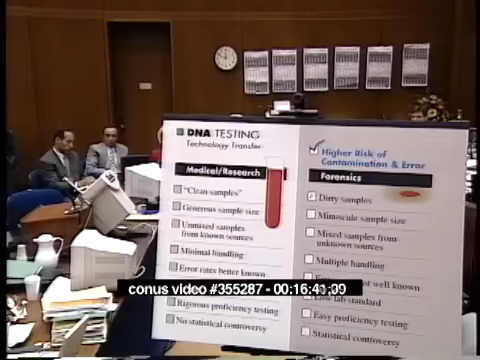 DNA TESTING
Technology Transfer
Medical/Research
"Clean samples"
Generous sample size
Unmixed samples
from known sources
Minimal handling
Error rates better known
Rigorous proficiency testing
No statistical controversy
Higher Risk of
Contamination & Error
Forensics
Dirty samples
Minuscule sample size
Mixed samples from
unknown sources
Multiple handling
not well known
Low lab standard
Easy proficiency testing
Statistical controversy
conus video #355287 - 00:16:41;09